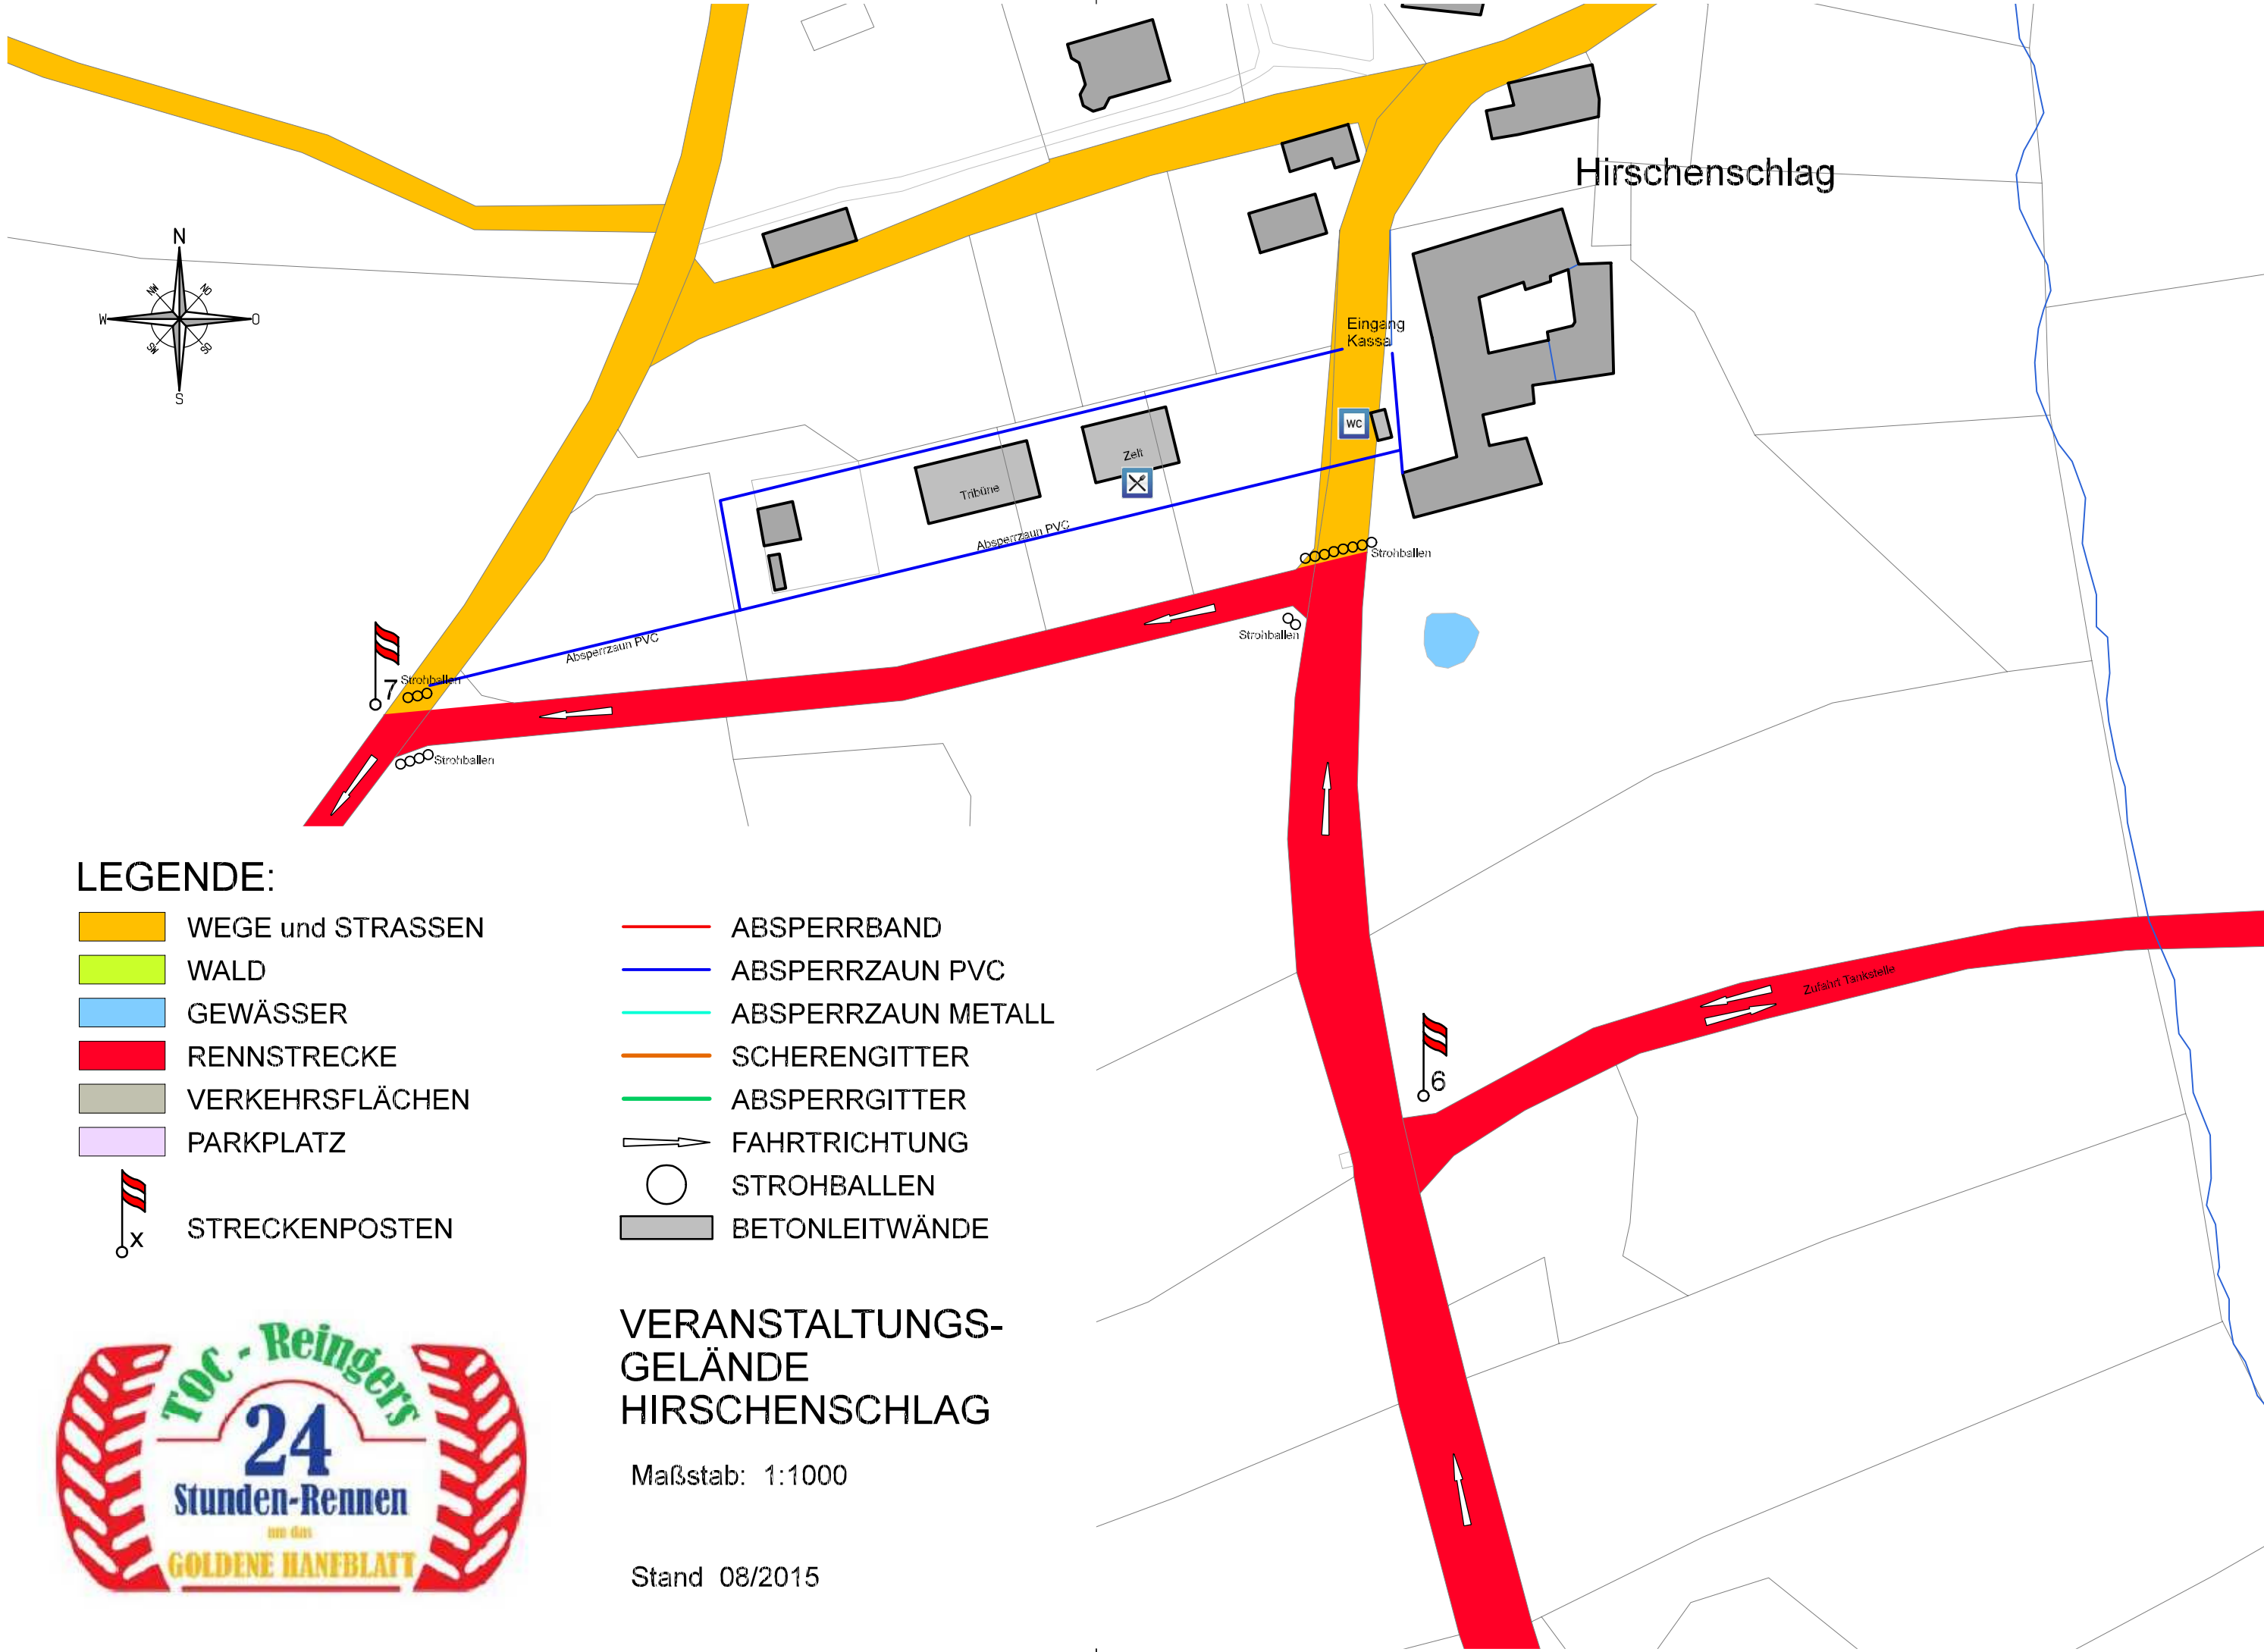 Hirschenschlag
N
NW
NO
W
O
SW
SO
S
Eingang
Kassa
WC
Zelt
Tribüne
Absperrzaun PVC
Strohballen
Strohballen
Absperrzaun PVC
7
Strohballen
Strohballen
Zufahrt Tankstelle
6
LEGENDE:
WEGE und STRASSEN
WALD
GEWÄSSER
RENNSTRECKE
VERKEHRSFLÄCHEN
PARKPLATZ
x
STRECKENPOSTEN
ABSPERRBAND
ABSPERRZAUN PVC
ABSPERRZAUN METALL
SCHERENGITTER
ABSPERRGITTER
FAHRTRICHTUNG
STROHBALLEN
BETONLEITWÄNDE
TOC - Reingers
24
Stunden-Rennen
um das
GOLDENE HANFBLATT
VERANSTALTUNGS-
GELÄNDE
HIRSCHENSCHLAG
Maßstab: 1:1000
Stand 08/2015